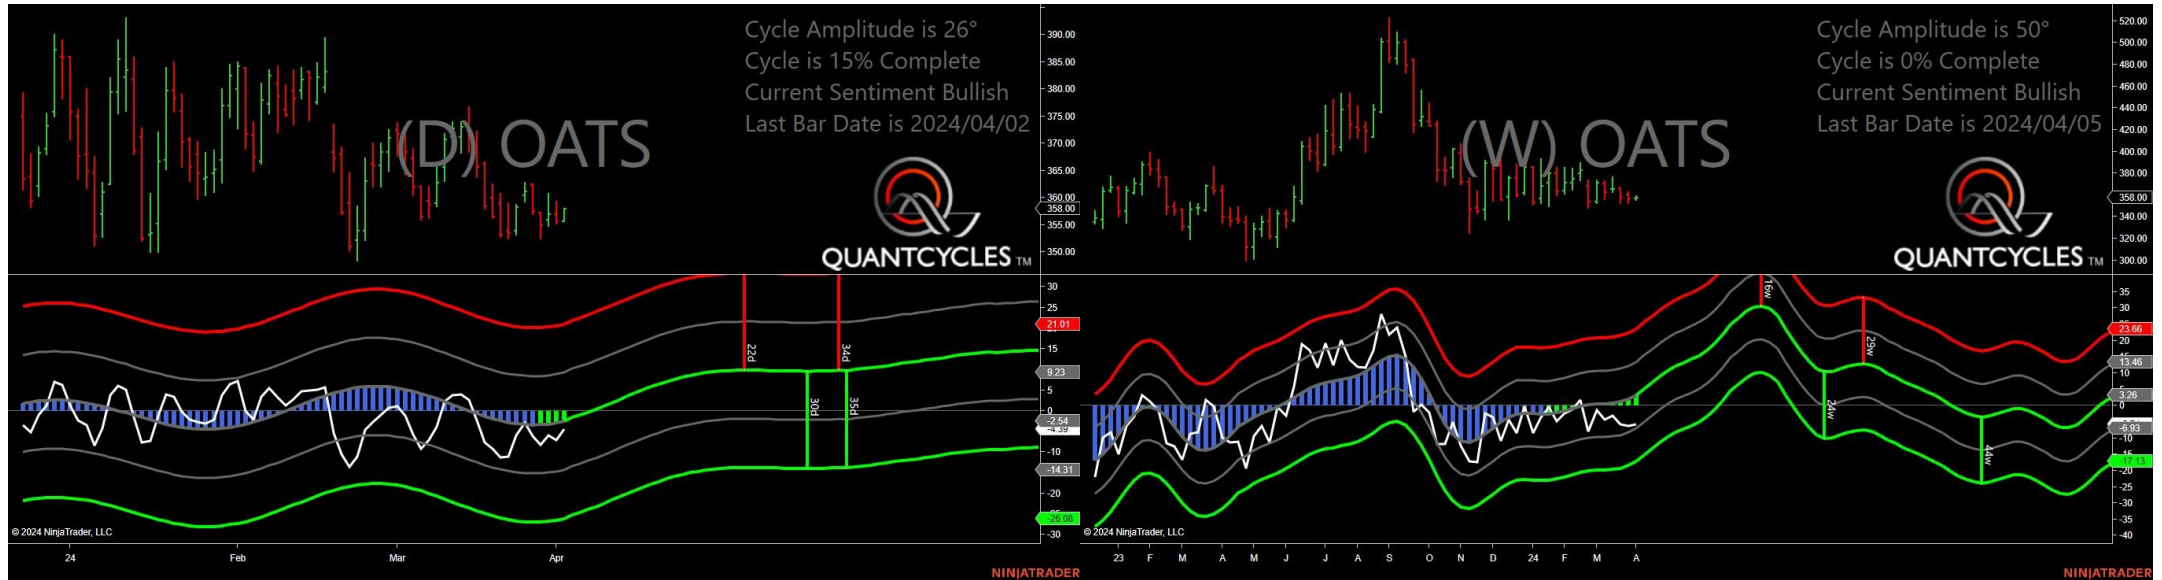 Cycle Amplitude is 26°
Cycle is 15% Complete
Current Sentiment Bullish
Last Bar Date is 2024/04/02
(D) OATS
QUANTCYCLES TM
390.00
385.00
380.00
375.00
370.00
365.00
360.00
358.00
355.00
350.00
30
25
21.01
15
9.23
5
0
-2.54
-4.39
-10
-14.31
-20
-26.08
-30
22d
34d
30d
35d
© 2024 NinjaTrader, LLC
24
Feb
Mar
Apr
NINJATRADER
Cycle Amplitude is 50°
Cycle is 0% Complete
Current Sentiment Bullish
Last Bar Date is 2024/04/05
(W) OATS
QUANTCYCLES TM
520.00
500.00
480.00
460.00
440.00
420.00
400.00
380.00
358.00
340.00
320.00
300.00
35
30
23.66
20
13.46
10
3.26
0
-6.93
-10
-17.13
-20
-25
-30
-35
-40
16w
29w
24w
44w
© 2024 NinjaTrader, LLC
23
F
M
A
M
J
J
A
S
O
N
D
24
F
M
A
NINJATRADER